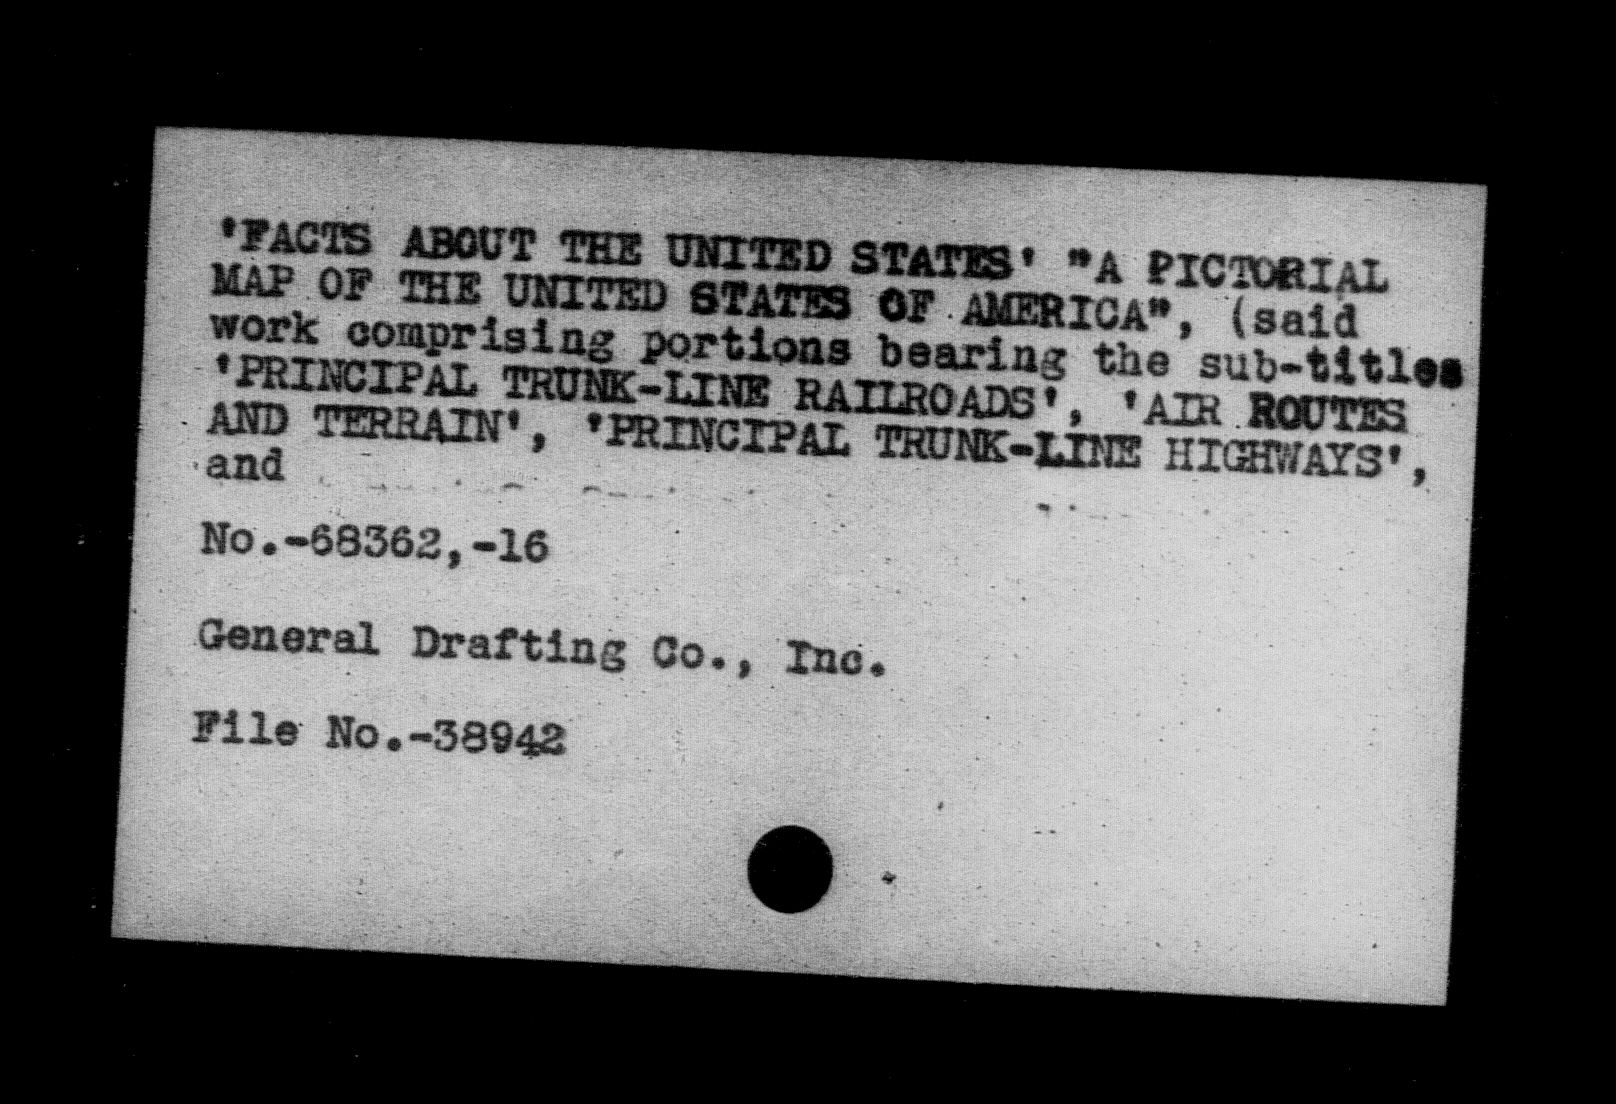 'FACTS ABOUT THE UNITED STATES' "A PICTORIAL
MAP OF THE UNITED STATES OF AMERICA", (said
work comprising portions bearing the sub-titles
'PRINCIPAL TRUNK-LINE RAILROADS', 'AIR ROUTES
AND TERRAIN', 'PRINCIPAL TRUNK-LINE HIGHWAYS',
and
No.-68362,-16
General Drafting Co., Inc.
File No.-38942